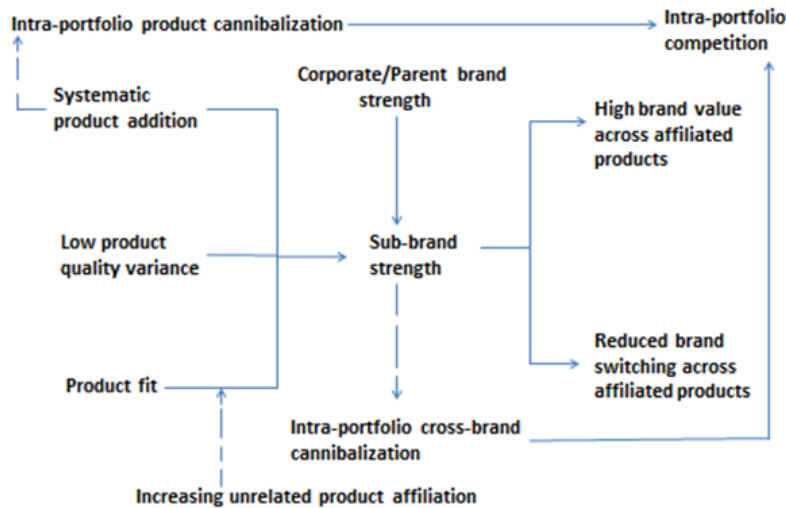 Intra-portfolio product cannibalization
Intra-portfolio
competition
Corporate/Parent brand
strength
Systematic
product addition
High brand value
across affiliated
products
Low product
quality variance
Sub-brand
strength
Reduced brand
switching across
affiliated products
Product fit
Intra-portfolio cross-brand
cannibalization
Increasing unrelated product affiliation